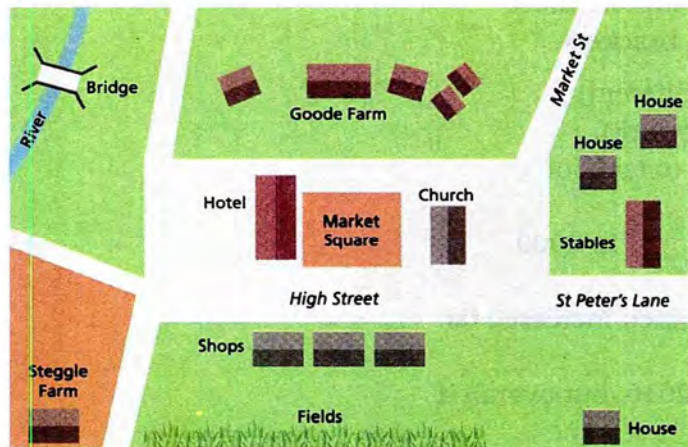 Bridge
River
Goode Farm
Market St
House
House
Hotel
Market
Square
Church
Stables
High Street
St Peter's Lane
Shops
Steggle
Farm
Fields
House